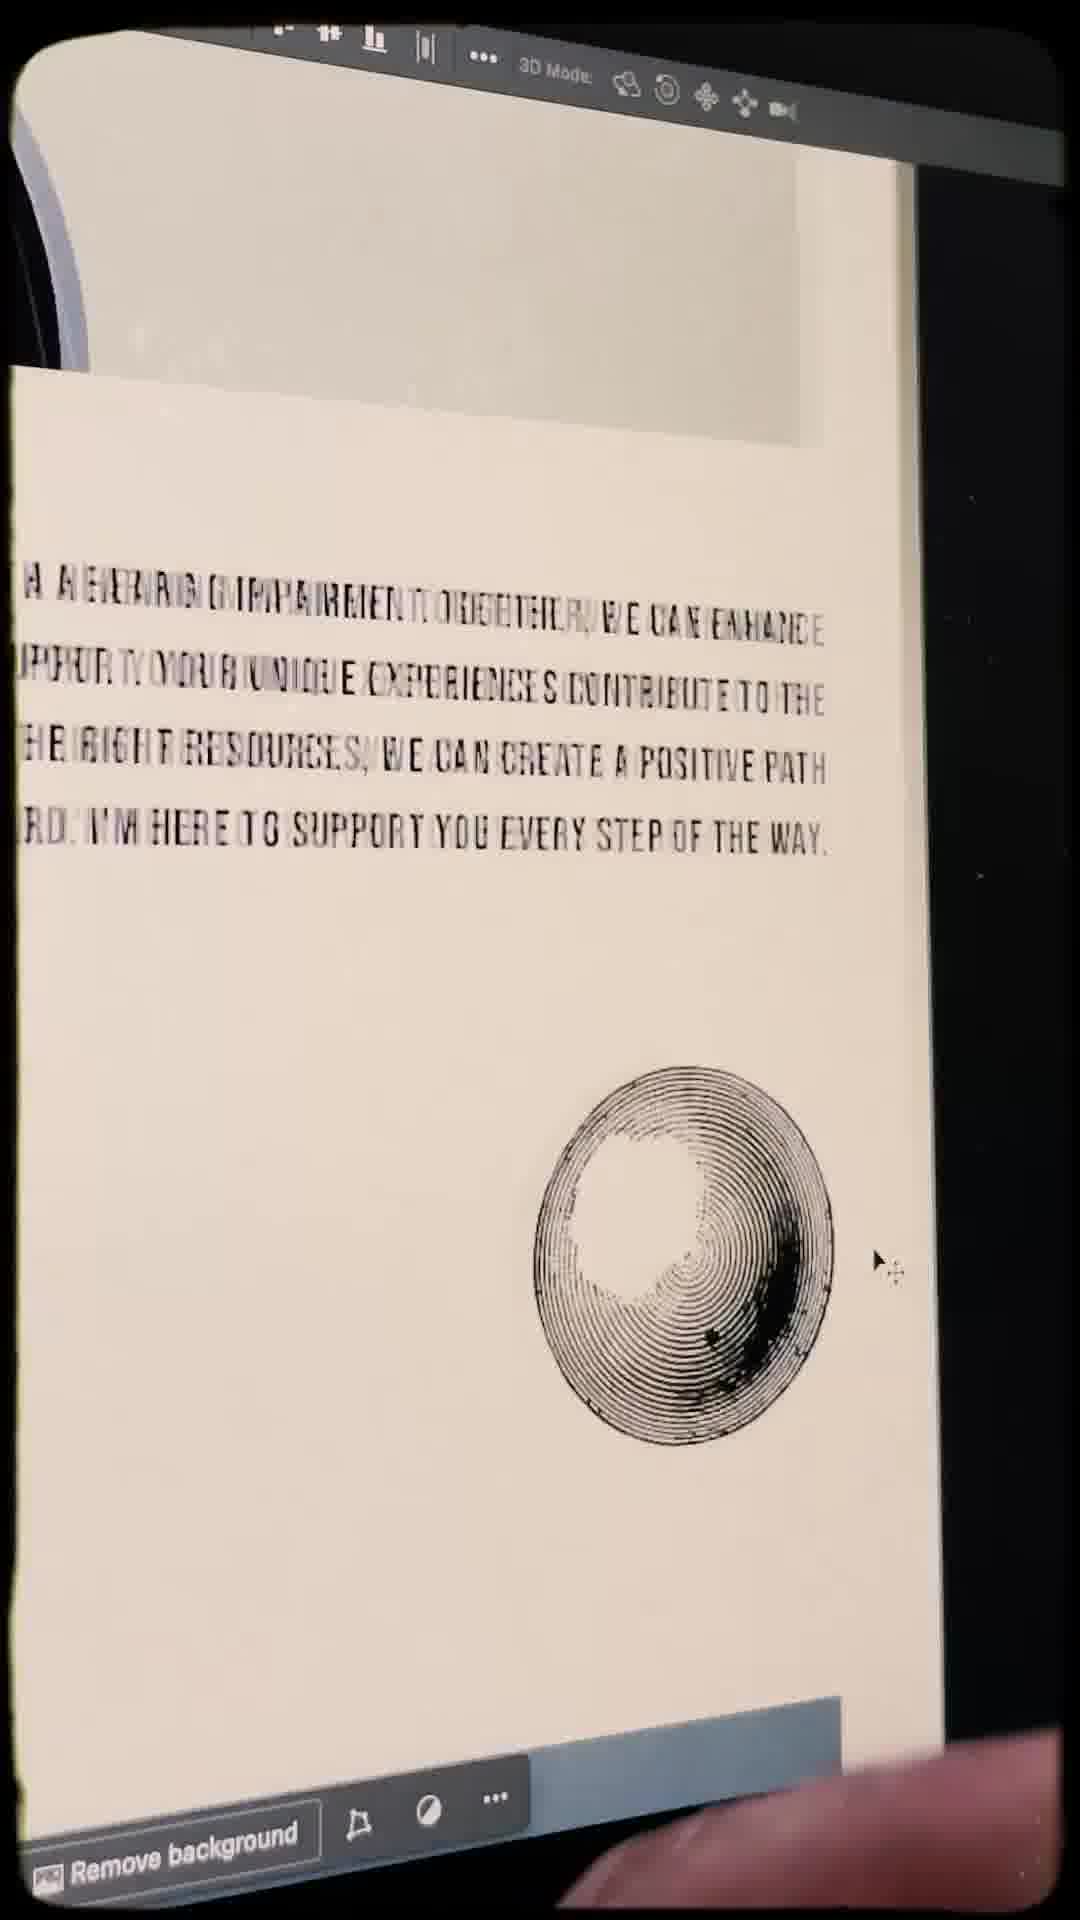 3D Mode:
A HEARING IMPAIRMENT TOGETHER, WE CAN ENHANCE
YOUR UNIQUE EXPERIENCES CONTRIBUTE TO THE
HE RIGHT RESOURCES, WE CAN CREATE A POSITIVE PATH
RD. I'M HERE TO SUPPORT YOU EVERY STEP OF THE WAY.
PRO Remove background